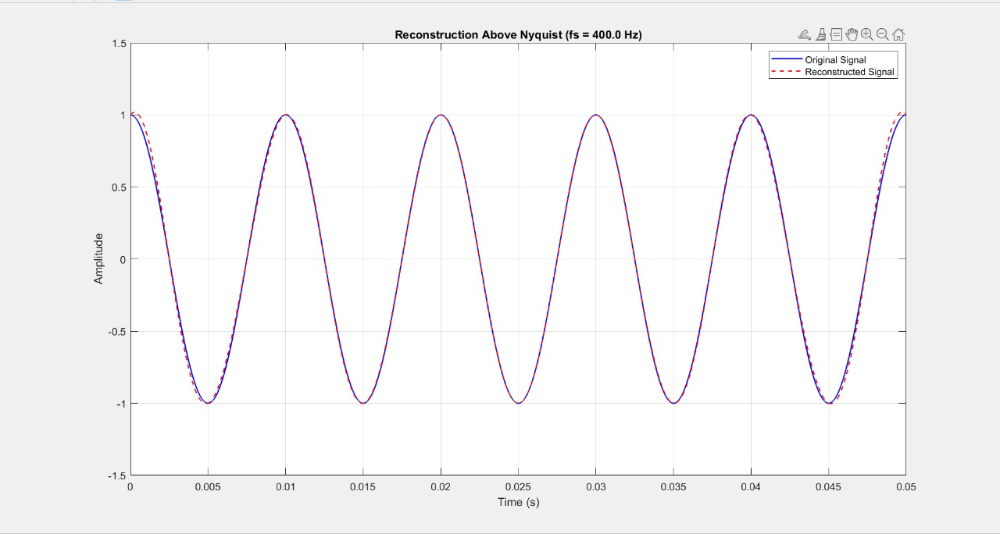 Reconstruction Above Nyquist (fs = 400.0 Hz)
Original Signal
Reconstructed Signal
1.5
1
0.5
0
-0.5
-1
-1.5
Amplitude
0 0.005 0.01 0.015 0.02 0.025 0.03 0.035 0.04 0.045 0.05
Time (s)